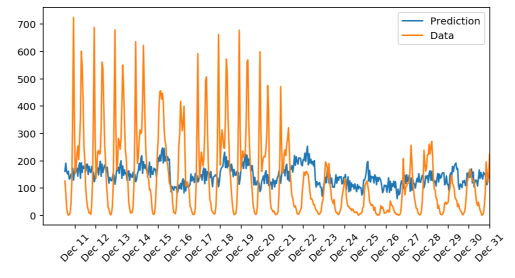 700
600
500
400
300
200
100
0
Prediction
Data
Dec 11
Dec 12
Dec 13
Dec 14
Dec 15
Dec 16
Dec 17
Dec 18
Dec 19
Dec 20
Dec 21
Dec 22
Dec 23
Dec 24
Dec 25
Dec 26
Dec 27
Dec 28
Dec 29
Dec 30
Dec 31